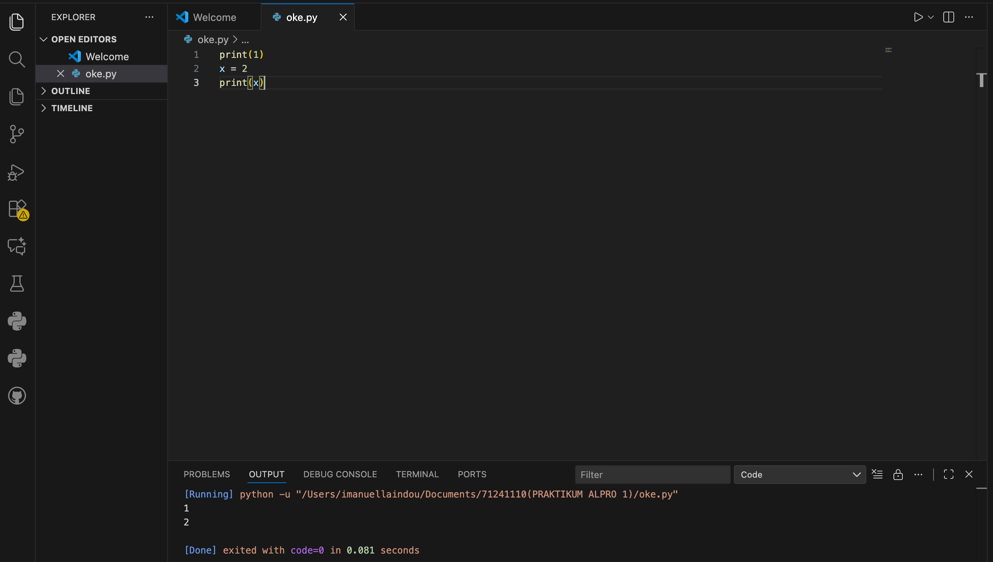 EXPLORER
OPEN EDITORS
Welcome
oke.py
OUTLINE
TIMELINE
Welcome
oke.py
oke.py > ...
1 print(1)
2 x = 2
3 print(x)
PROBLEMS OUTPUT DEBUG CONSOLE TERMINAL PORTS
Filter
Code
[Running] python -u "/Users/imanuellaindou/Documents/71241110(PRAKTIKUM ALPRO 1)/oke.py"
1
2
[Done] exited with code=0 in 0.081 seconds